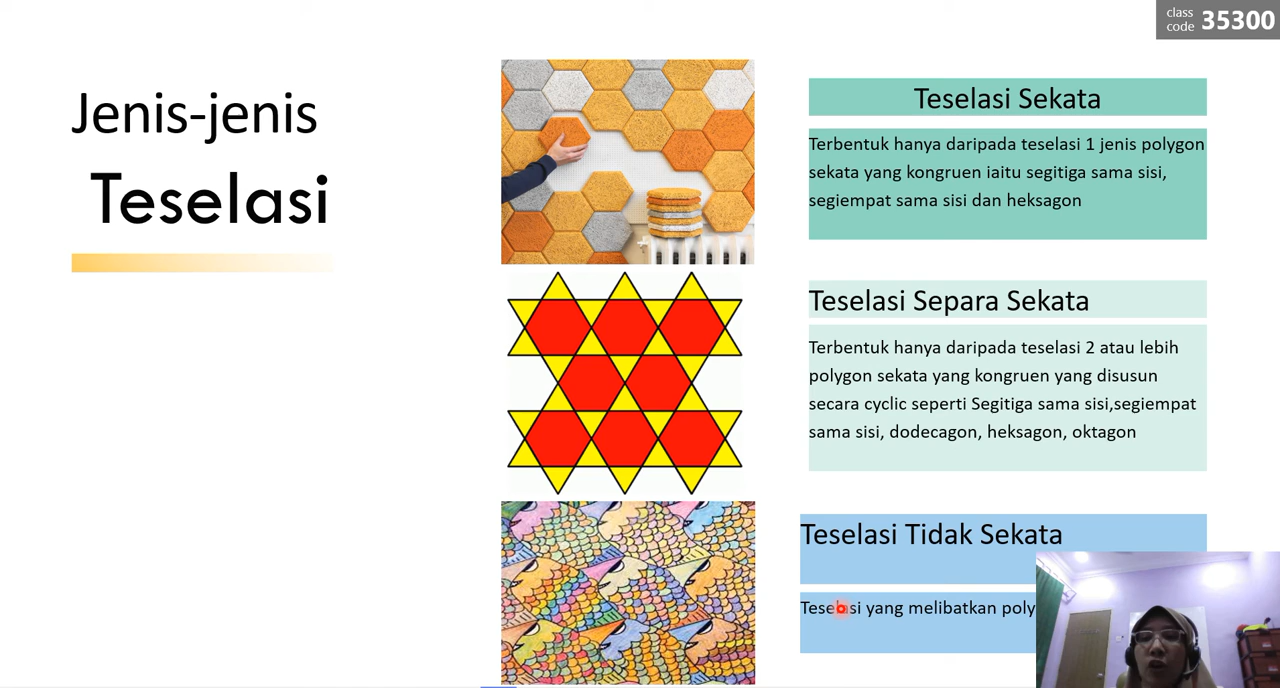 class
code 35300
Jenis-jenis
Teselasi
Teselasi Sekata
Terbentuk hanya daripada teselasi 1 jenis polygon
sekata yang kongruen iaitu segitiga sama sisi,
segiempat sama sisi dan heksagon
Teselasi Separa Sekata
Terbentuk hanya daripada teselasi 2 atau lebih
polygon sekata yang kongruen yang disusun
secara cyclic seperti Segitiga sama sisi,segiempat
sama sisi, dodecagon, heksagon, oktagon
Teselasi Tidak Sekata
Teselasi yang melibatkan poly